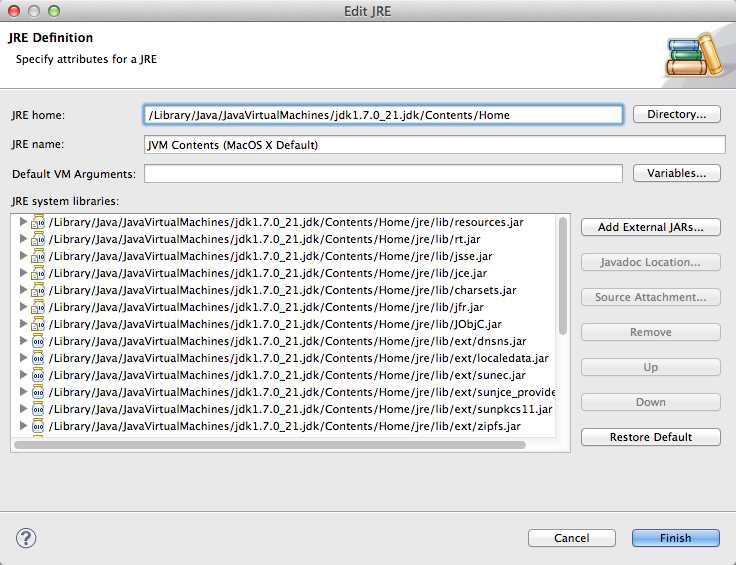 Edit JRE
JRE Definition
Specify attributes for a JRE
JRE home:
/Library/Java/JavaVirtualMachines/jdk1.7.0_21.jdk/Contents/Home
Directory...
JRE name:
JVM Contents (MacOS X Default)
Default VM Arguments:
Variables...
JRE system libraries:
/Library/Java/JavaVirtualMachines/jdk1.7.0_21.jdk/Contents/Home/jre/lib/resources.jar
/Library/Java/JavaVirtualMachines/jdk1.7.0_21.jdk/Contents/Home/jre/lib/rt.jar
/Library/Java/JavaVirtualMachines/jdk1.7.0_21.jdk/Contents/Home/jre/lib/jsse.jar
/Library/Java/JavaVirtualMachines/jdk1.7.0_21.jdk/Contents/Home/jre/lib/jce.jar
/Library/Java/JavaVirtualMachines/jdk1.7.0_21.jdk/Contents/Home/jre/lib/charsets.jar
/Library/Java/JavaVirtualMachines/jdk1.7.0_21.jdk/Contents/Home/jre/lib/jfr.jar
/Library/Java/JavaVirtualMachines/jdk1.7.0_21.jdk/Contents/Home/jre/lib/JObjC.jar
/Library/Java/JavaVirtualMachines/jdk1.7.0_21.jdk/Contents/Home/jre/lib/ext/dnsns.jar
/Library/Java/JavaVirtualMachines/jdk1.7.0_21.jdk/Contents/Home/jre/lib/ext/localedata.jar
/Library/Java/JavaVirtualMachines/jdk1.7.0_21.jdk/Contents/Home/jre/lib/ext/sunec.jar
/Library/Java/JavaVirtualMachines/jdk1.7.0_21.jdk/Contents/Home/jre/lib/ext/sunjce_provide
/Library/Java/JavaVirtualMachines/jdk1.7.0_21.jdk/Contents/Home/jre/lib/ext/sunpkcs11.jar
/Library/Java/JavaVirtualMachines/jdk1.7.0_21.jdk/Contents/Home/jre/lib/ext/zipfs.jar
Add External JARs...
Javadoc Location...
Source Attachment...
Remove
Up
Down
Restore Default
?
Cancel
Finish